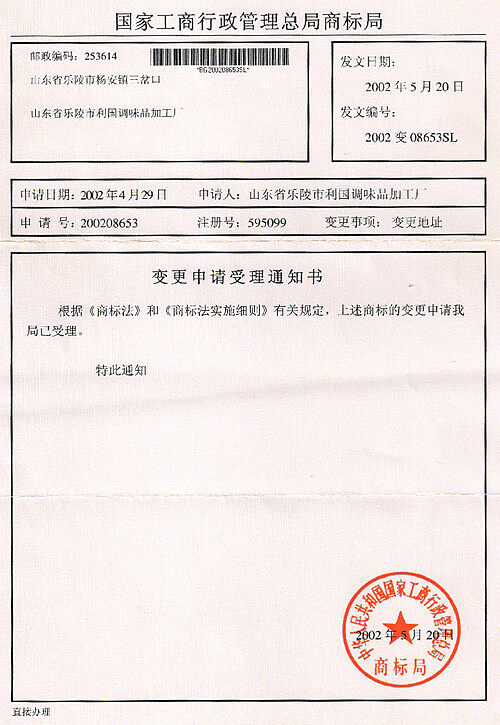 国家工商行政管理总局商标局
邮政编码：253614
*BG200208653SL*
山东省乐陵市杨安镇三岔口
山东省乐陵市利国调味品加工厂
发文日期：
2002 年 5 月 20 日
发文编号：
2002 变 08653SL
申请日期：2002 年 4 月 29 日 申请人：山东省乐陵市利国调味品加工厂
申 请 号：200208653 注册号：595099 变更事项： 变更地址
变更申请受理通知书
根据《商标法》和《商标法实施细则》有关规定，上述商标的变更申请我
局已受理。
特此通知
中华人民共和国国家工商行政管理总局
2002 年 5 月 20 日
商标局
直接办理